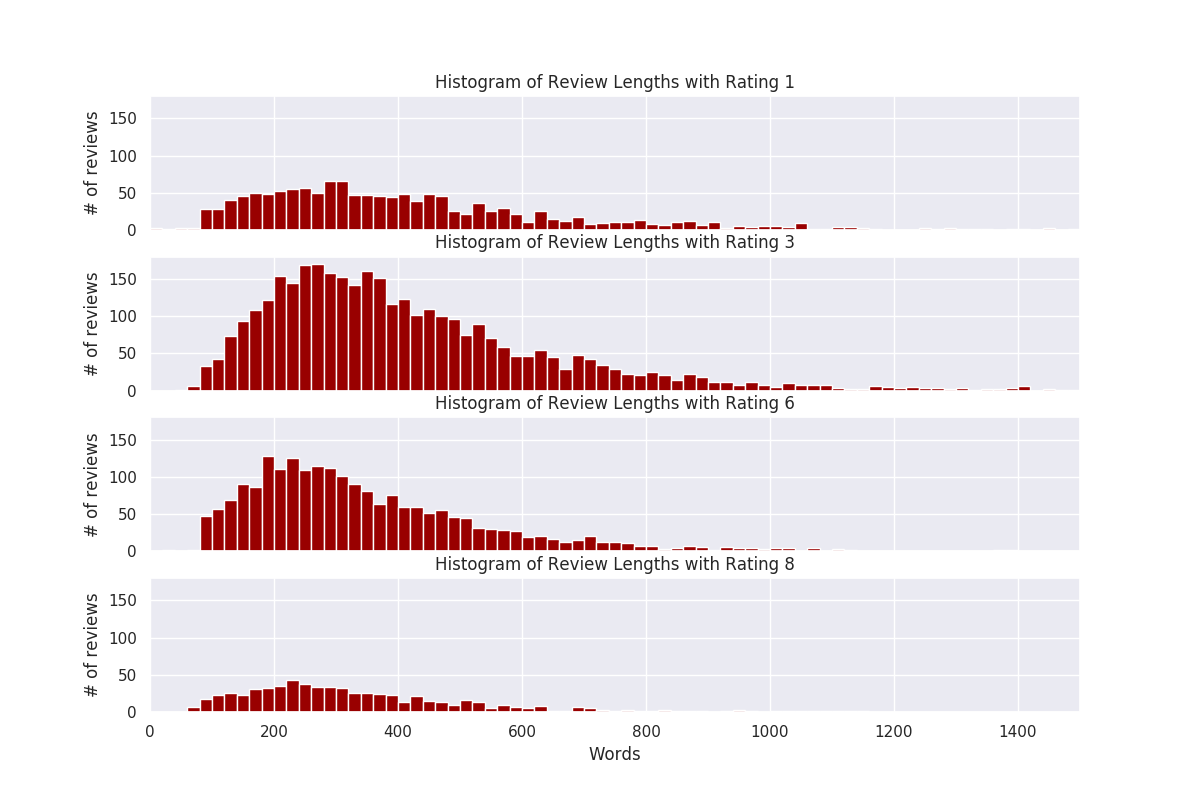 Histogram of Review Lengths with Rating 1
# of reviews
150
100
50
0
Histogram of Review Lengths with Rating 3
# of reviews
150
100
50
0
Histogram of Review Lengths with Rating 6
# of reviews
150
100
50
0
Histogram of Review Lengths with Rating 8
# of reviews
150
100
50
0
0 200 400 600 800 1000 1200 1400
Words